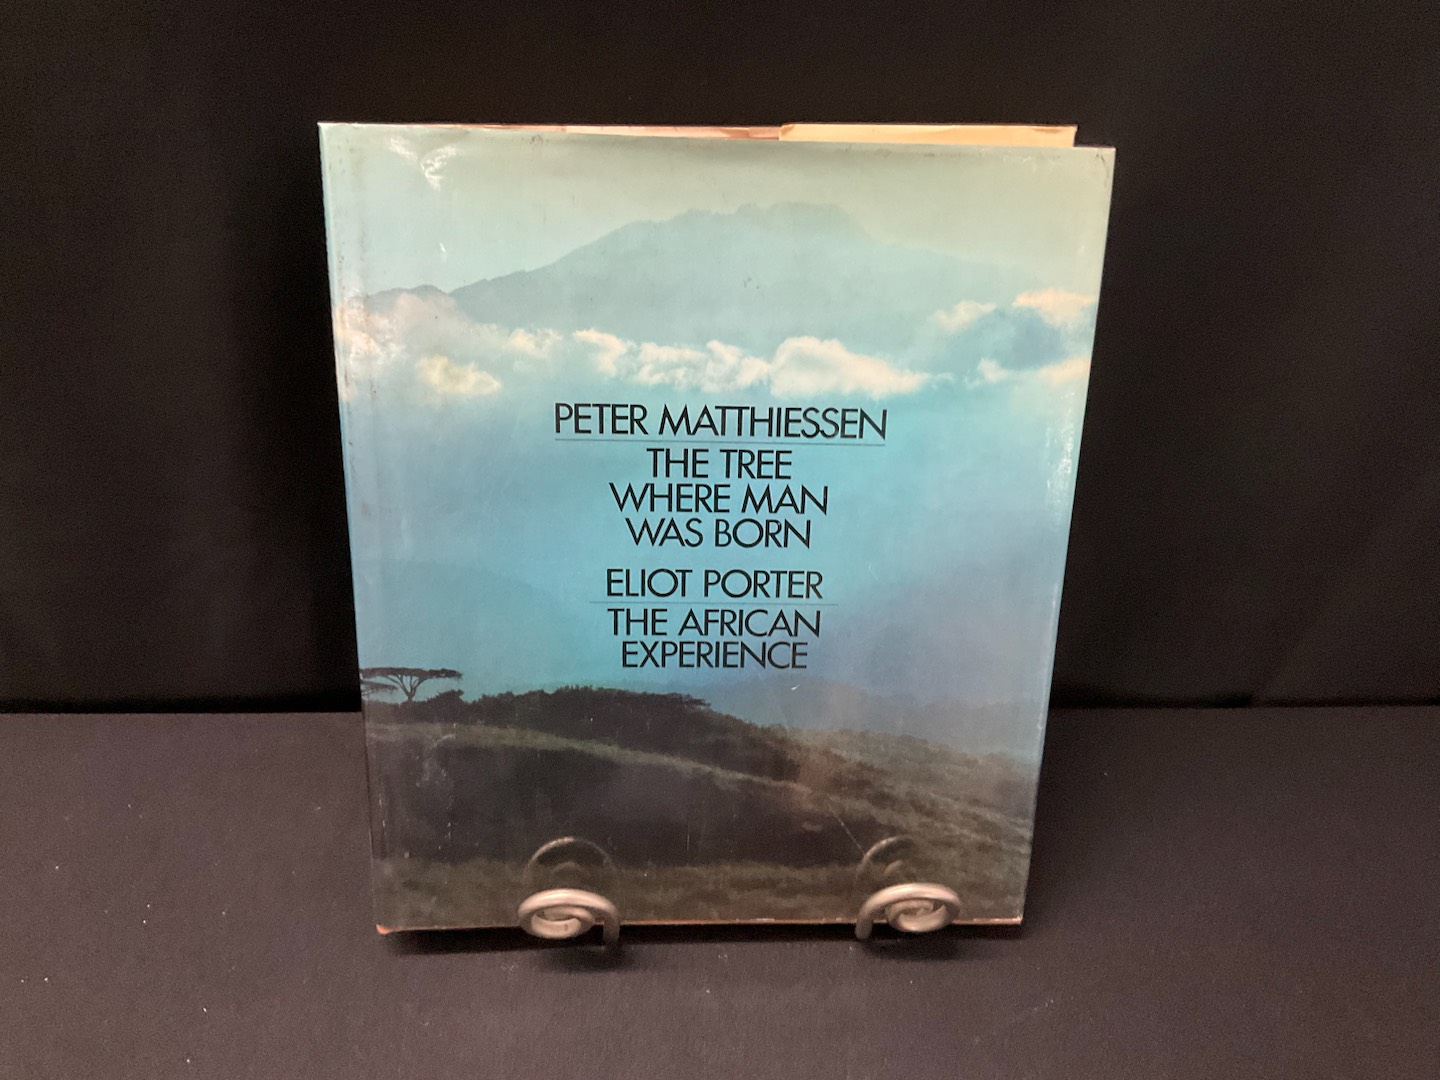 PETER MATTHIESSEN
THE TREE
WHERE MAN
WAS BORN
ELIOT PORTER
THE AFRICAN
EXPERIENCE